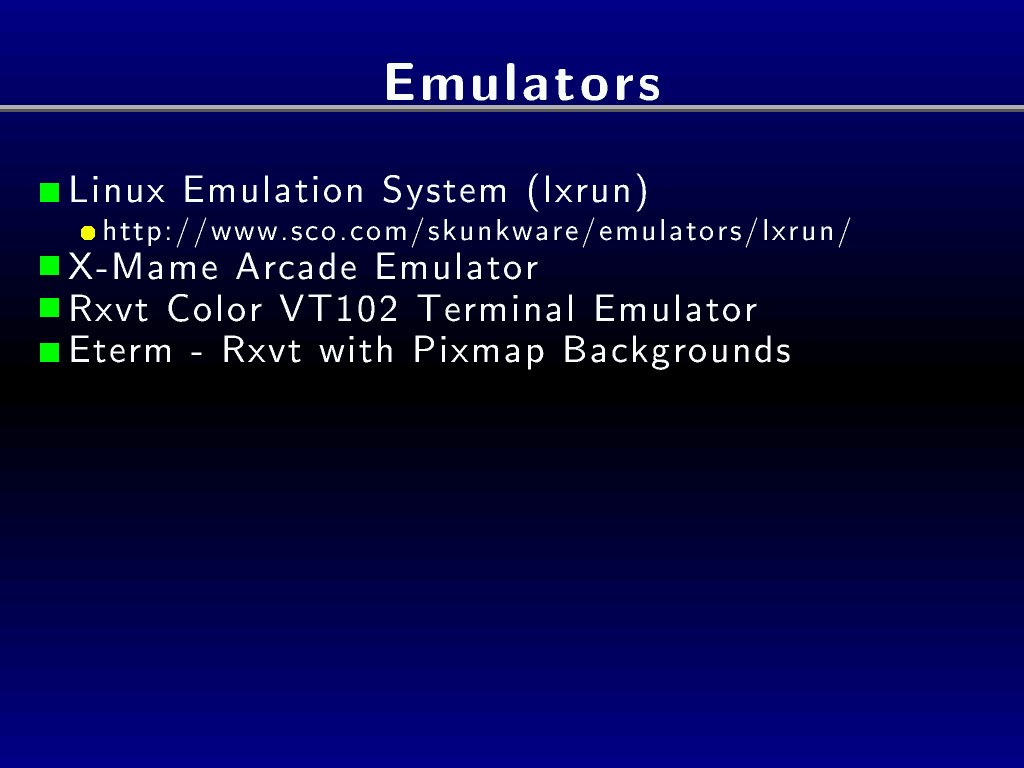 Emulators
Linux Emulation System (lxrun)
http://www.sco.com/skunkware/emulators/lxrun/
X-Mame Arcade Emulator
Rxvt Color VT102 Terminal Emulator
Eterm - Rxvt with Pixmap Backgrounds